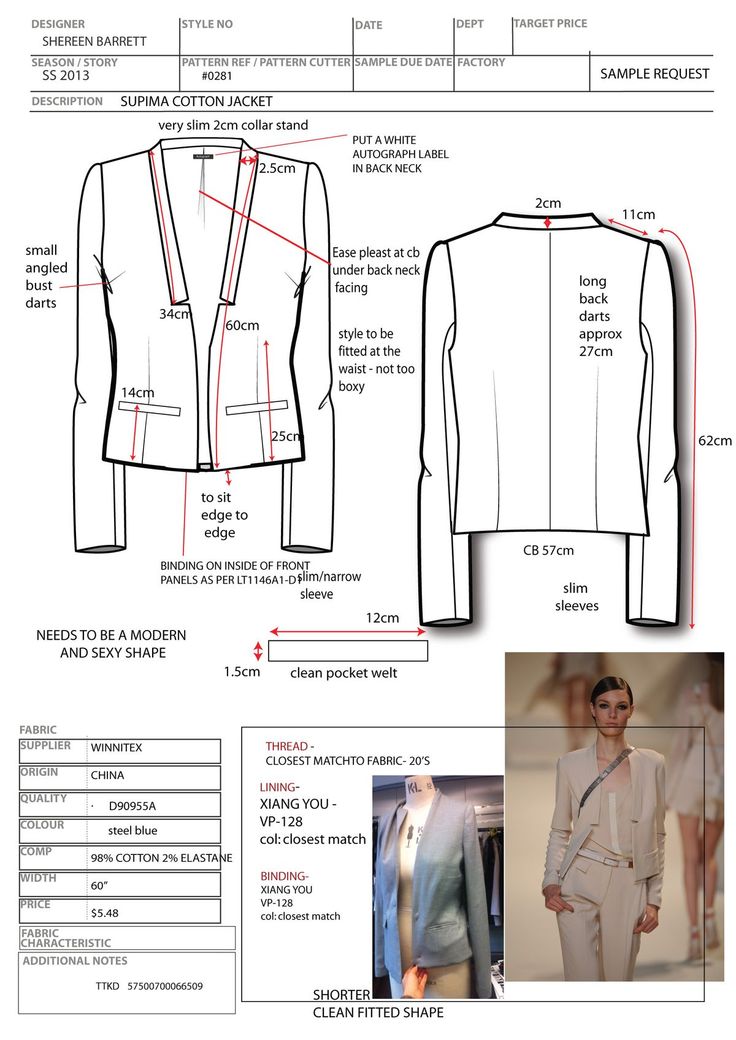 DESIGNER
SHEREEN BARRETT
STYLE NO
DATE
DEPT
TARGET PRICE
SEASON / STORY
SS 2013
PATTERN REF / PATTERN CUTTER
#0281
SAMPLE DUE DATE
FACTORY
SAMPLE REQUEST
DESCRIPTION
SUPIMA COTTON JACKET
very slim 2cm collar stand
PUT A WHITE
AUTOGRAPH LABEL
IN BACK NECK
2.5cm
2cm
11cm
small
angled
bust
darts
Ease pleast at cb
under back neck
facing
long
back
darts
approx
27cm
34cm
60cm
style to be
fitted at the
waist - not too
boxy
14cm
25cm
62cm
to sit
edge to
edge
CB 57cm
BINDING ON INSIDE OF FRONT
PANELS AS PER LT1146A1-D1
slim/narrow
sleeve
slim
sleeves
12cm
NEEDS TO BE A MODERN
AND SEXY SHAPE
1.5cm
clean pocket welt
FABRIC
SUPPLIER
WINNITEX
ORIGIN
CHINA
QUALITY
· D90955A
COLOUR
steel blue
COMP
98% COTTON 2% ELASTANE
WIDTH
60”
PRICE
$5.48
FABRIC
CHARACTERISTIC
ADDITIONAL NOTES
TTKD 57500700066509
THREAD -
CLOSEST MATCHTO FABRIC- 20'S
LINING-
XIANG YOU -
VP-128
col: closest match
BINDING-
XIANG YOU
VP-128
col: closest match
SHORTER
CLEAN FITTED SHAPE